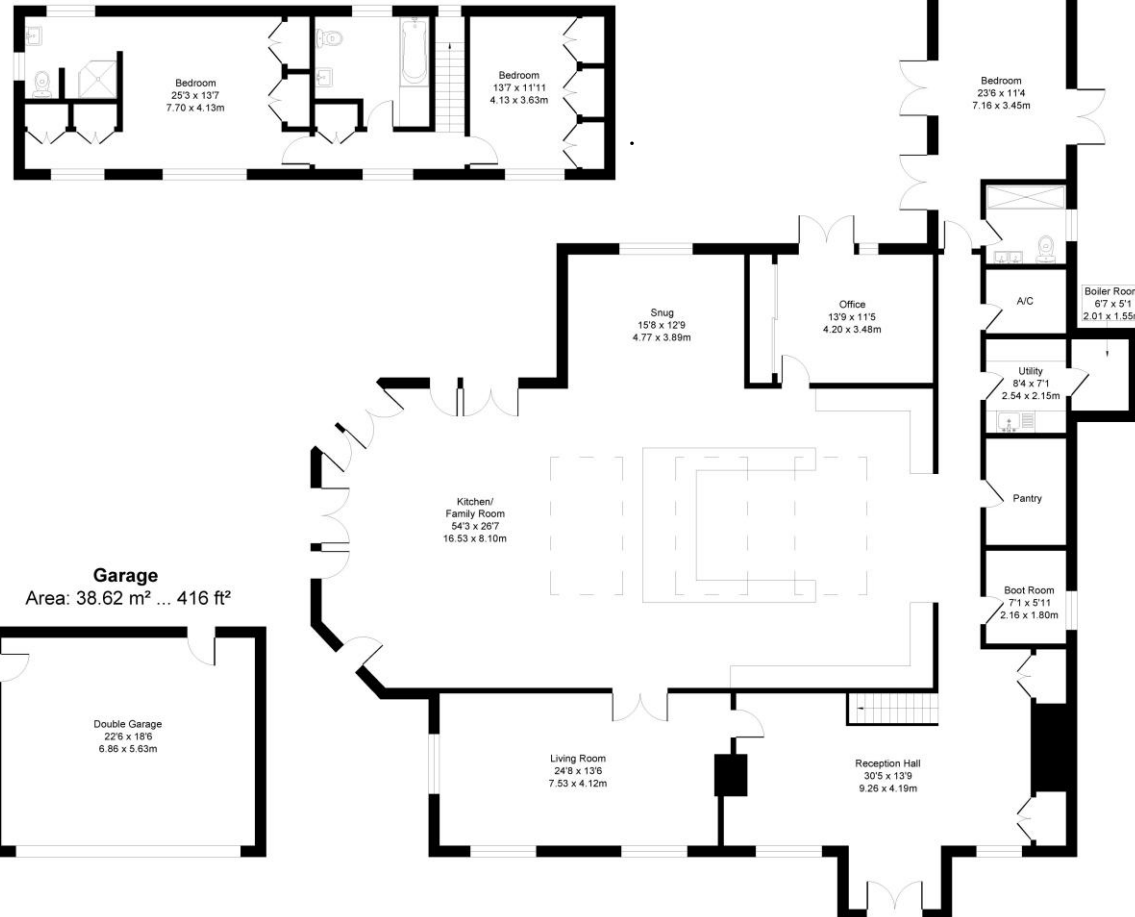 Bedroom
25'3 x 13'7
7.70 x 4.13m
Bedroom
13'7 x 11'11
4.13 x 3.63m
Bedroom
23'6 x 11'4
7.16 x 3.45m
Snug
15'8 x 12'9
4.77 x 3.89m
Office
13'9 x 11'5
4.20 x 3.48m
A/C
Boiler Room
6'7 x 5'1
2.01 x 1.55m
Utility
8'4 x 7'1
2.54 x 2.15m
Kitchen/
Family Room
54'3 x 26'7
16.53 x 8.10m
Pantry
Boot Room
7'1 x 5'11
2.16 x 1.80m
Garage
Area: 38.62 m² ... 416 ft²
Double Garage
22'6 x 18'6
6.86 x 5.63m
Living Room
24'8 x 13'6
7.53 x 4.12m
Reception Hall
30'5 x 13'9
9.26 x 4.19m